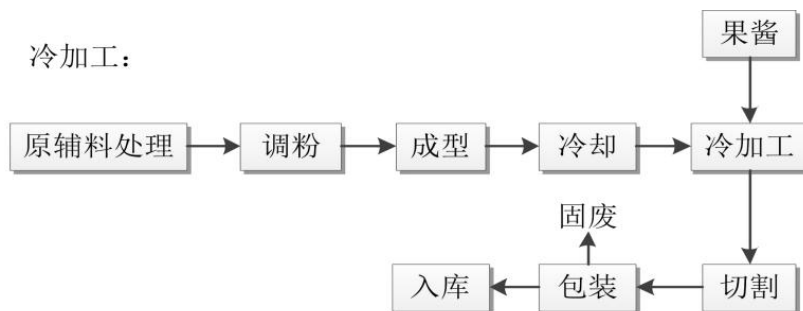 果酱
冷加工：
原辅料处理 调粉 成型 冷却 冷加工
固废
入库 包装 切割